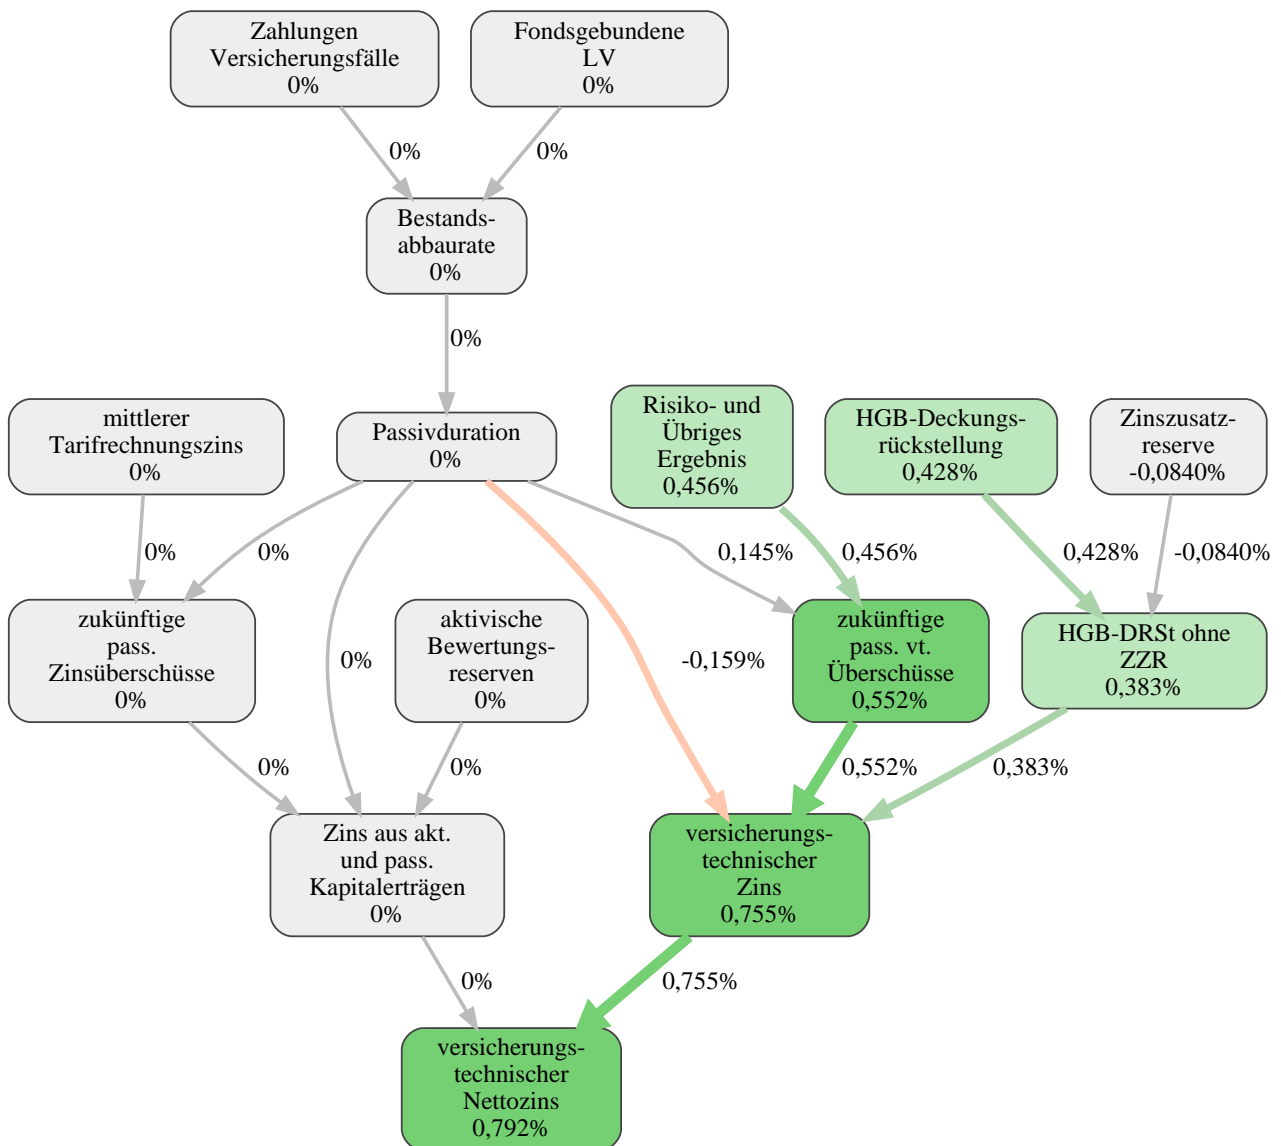 Zahlungen
Versicherungsfälle
0%
Fondsgebundene
LV
0%
0%
0%
Bestands-
abbaurate
0%
0%
mittlerer
Tarifrechnungszins
0%
Passivduration
0%
Risiko- und
Übriges
Ergebnis
0,456%
HGB-Deckungs-
rückstellung
0,428%
Zinszusatz-
reserve
-0,0840%
0%
0%
0,145%
0,456%
0,428%
-0,0840%
zukünftige
pass.
Zinsüberschüsse
0%
0%
aktivische
Bewertungs-
reserven
0%
-0,159%
zukünftige
pass. vt.
Überschüsse
0,552%
HGB-DRSt ohne
ZZR
0,383%
0%
0%
0,552%
0,383%
Zins aus akt.
und pass.
Kapitalerträgen
0%
versicherungs-
technischer
Zins
0,755%
0%
0,755%
versicherungs-
technischer
Nettozins
0,792%